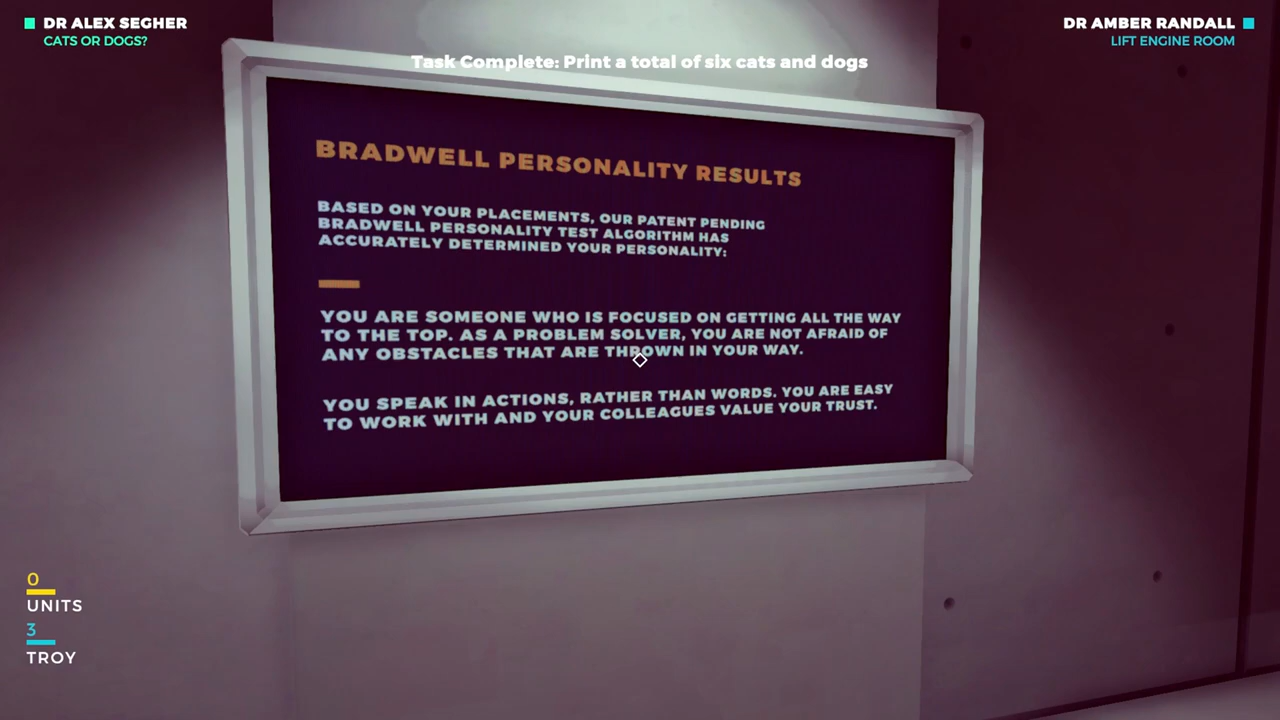 DR ALEX SEGHER
CATS OR DOGS?
DR AMBER RANDALL
LIFT ENGINE ROOM
Task Complete: Print a total of six cats and dogs
BRADWELL PERSONALITY RESULTS
BASED ON YOUR PLACEMENTS, OUR PATENT PENDING
BRADWELL PERSONALITY TEST ALGORITHM HAS
ACCURATELY DETERMINED YOUR PERSONALITY:
YOU ARE SOMEONE WHO IS FOCUSED ON GETTING ALL THE WAY
TO THE TOP. AS A PROBLEM SOLVER, YOU ARE NOT AFRAID OF
ANY OBSTACLES THAT ARE THROWN IN YOUR WAY.
YOU SPEAK IN ACTIONS, RATHER THAN WORDS. YOU ARE EASY
TO WORK WITH AND YOUR COLLEAGUES VALUE YOUR TRUST.
0
UNITS
3
TROY